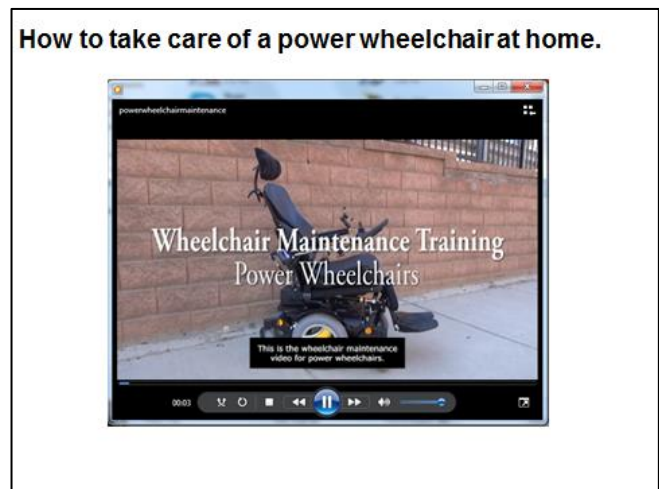 How to take care of a power wheelchair at home.
powerwheelchairmaintenance
Wheelchair Maintenance Training
Power Wheelchairs
This is the wheelchair maintenance
video for power wheelchairs.
00:03